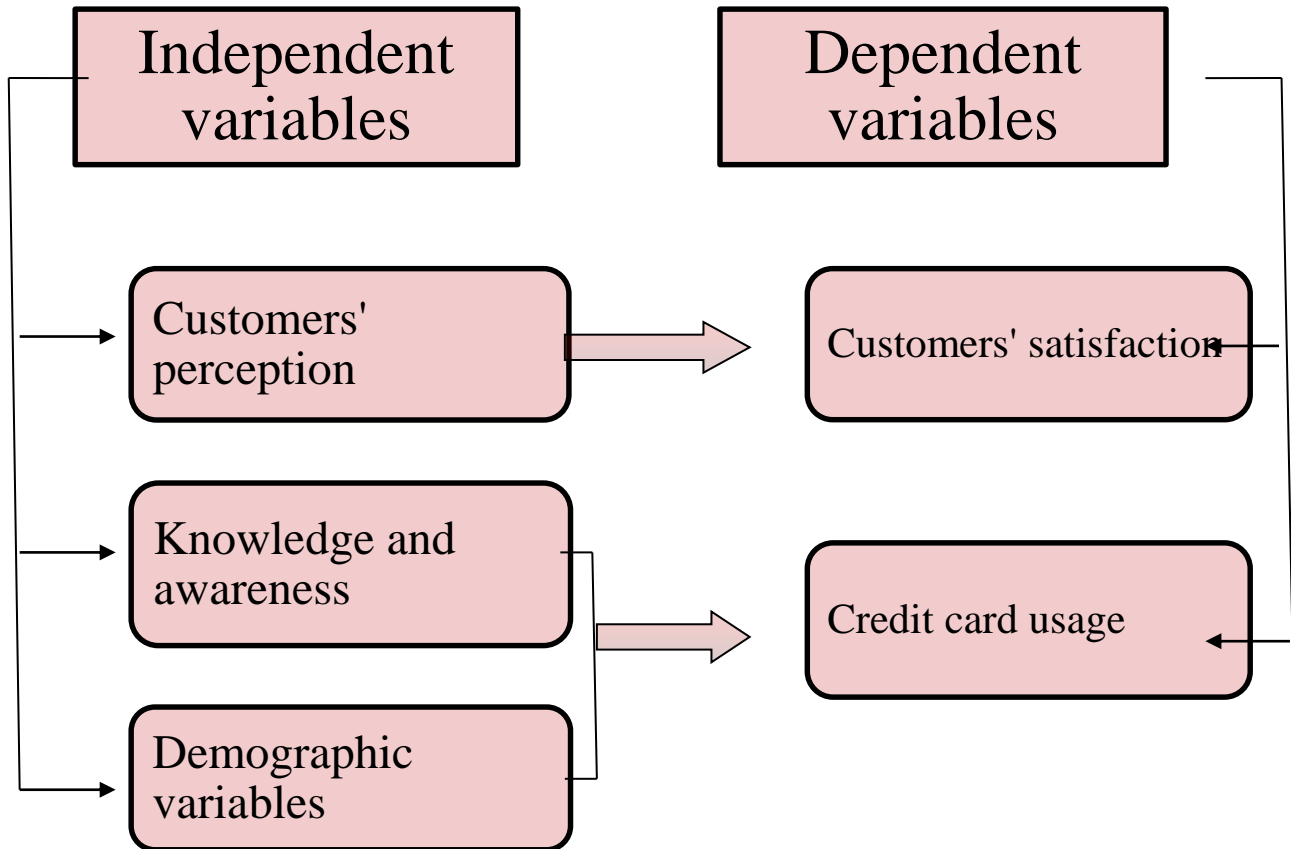 Independent
variables
Dependent
variables
Customers'
perception
Customers' satisfaction
Knowledge and
awareness
Credit card usage
Demographic
variables